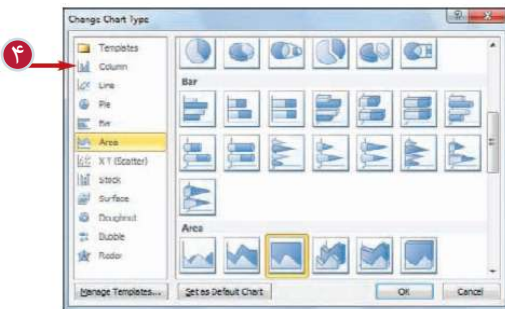 Change Chart Type
۴
Templates
Column
Line
Pie
Bar
Area
X Y (Scatter)
Stock
Surface
Doughnut
Bubble
Radar
Bar
Area
Manage Templates...
Set as Default Chart
OK
Cancel